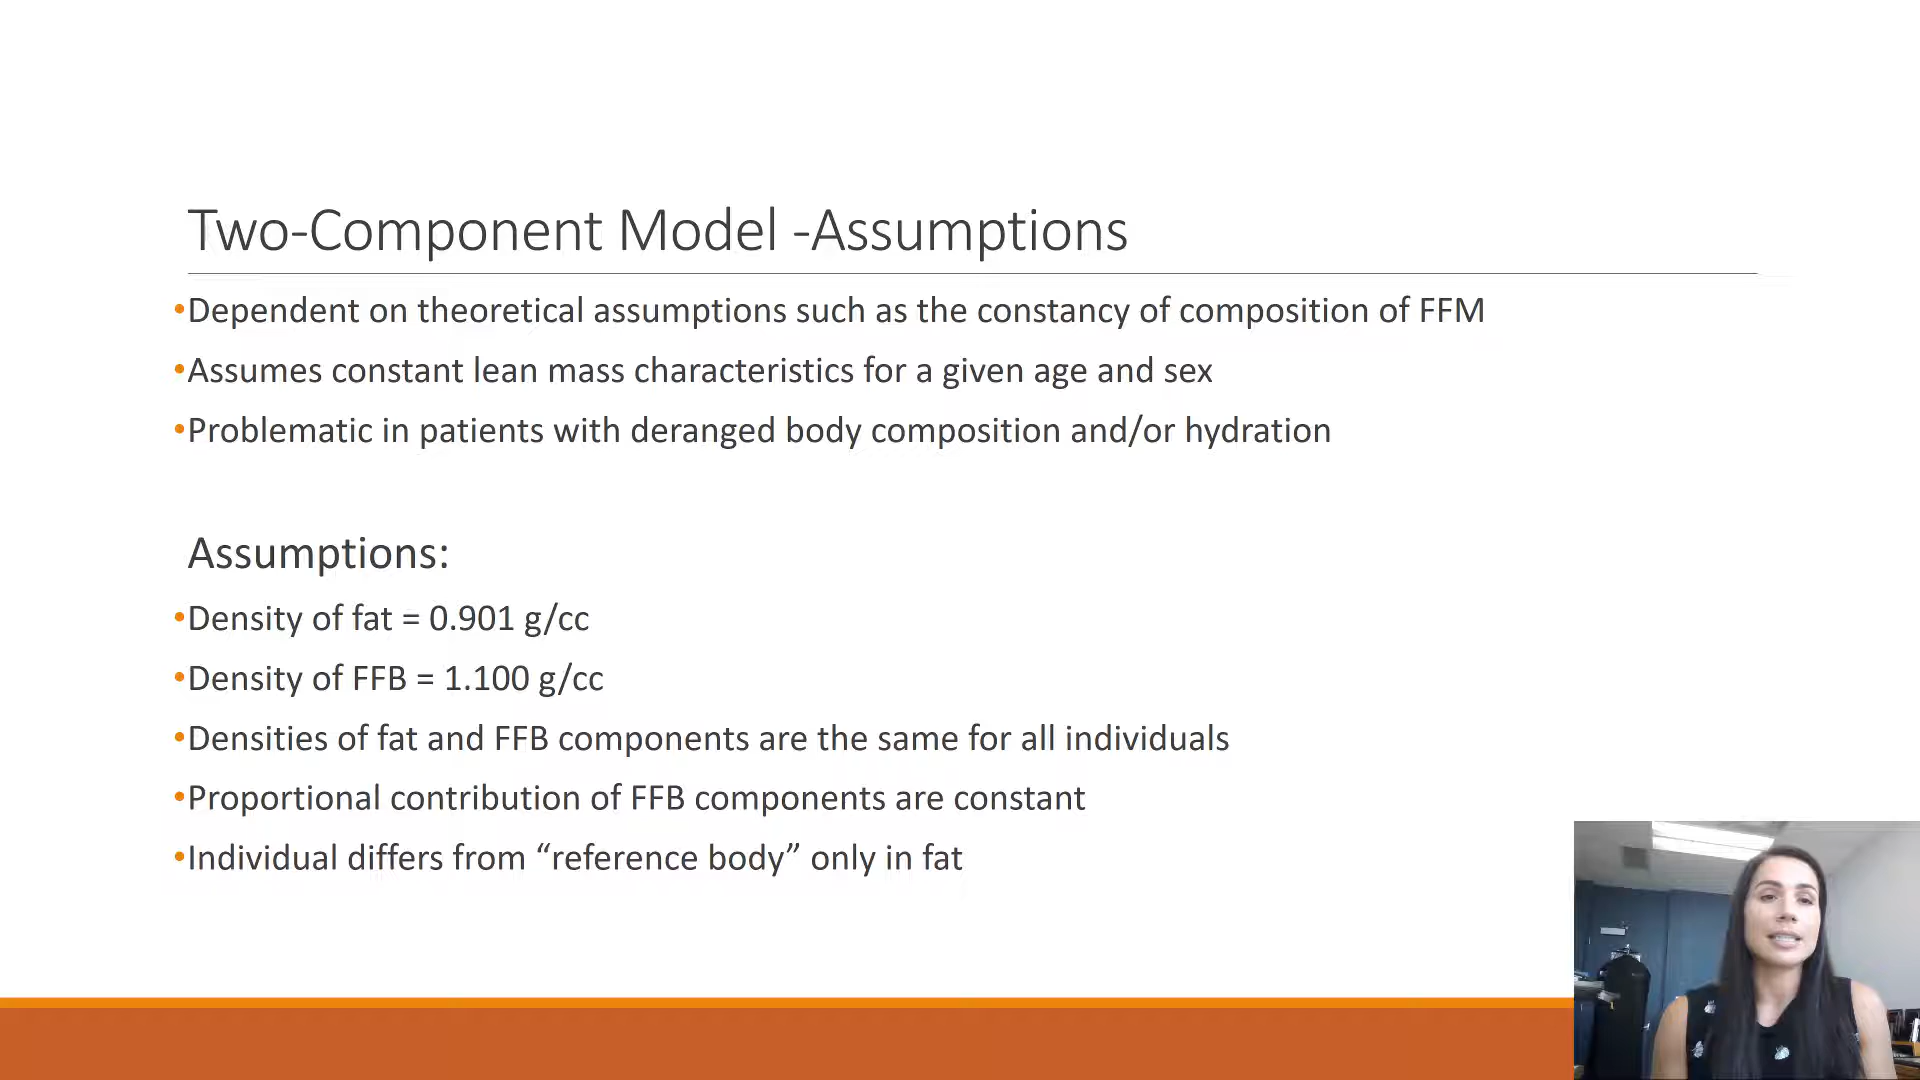 Two-Component Model -Assumptions
•Dependent on theoretical assumptions such as the constancy of composition of FFM
•Assumes constant lean mass characteristics for a given age and sex
•Problematic in patients with deranged body composition and/or hydration
Assumptions:
•Density of fat = 0.901 g/cc
•Density of FFB = 1.100 g/cc
•Densities of fat and FFB components are the same for all individuals
•Proportional contribution of FFB components are constant
•Individual differs from “reference body” only in fat